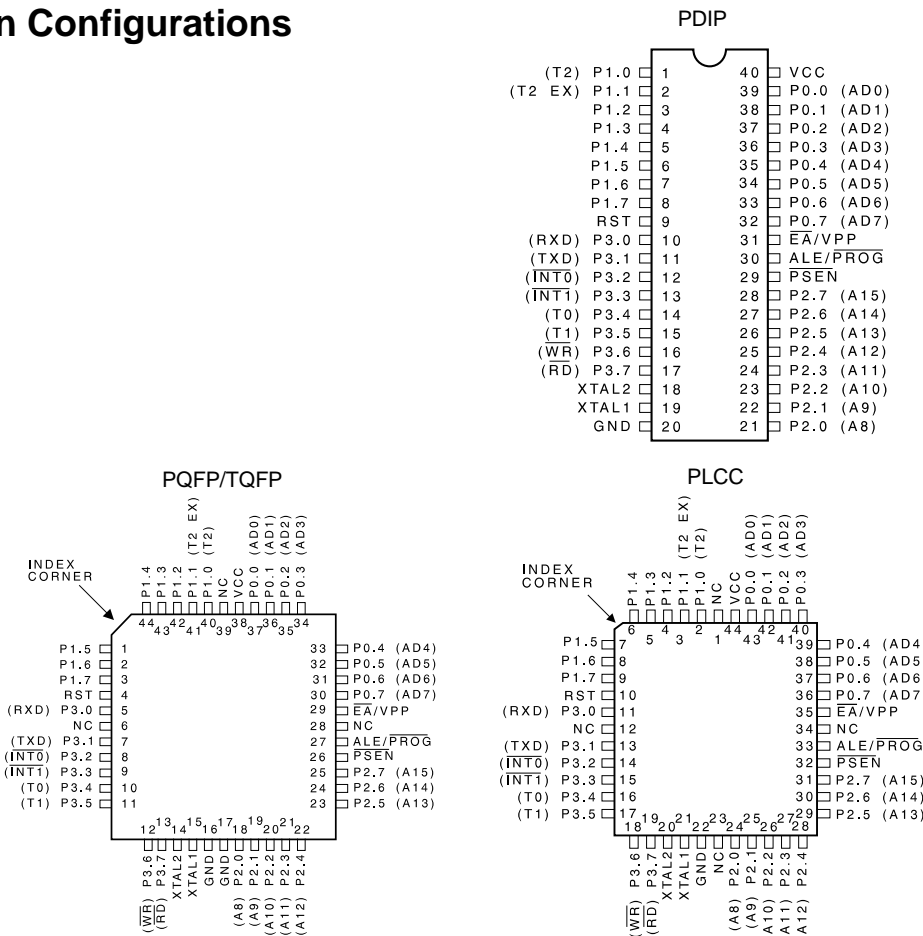 n Configurations
PDIP
(T2) P1.0 1 40 VCC
(T2 EX) P1.1 2 39 P0.0 (AD0)
P1.2 3 38 P0.1 (AD1)
P1.3 4 37 P0.2 (AD2)
P1.4 5 36 P0.3 (AD3)
P1.5 6 35 P0.4 (AD4)
P1.6 7 34 P0.5 (AD5)
P1.7 8 33 P0.6 (AD6)
RST 9 32 P0.7 (AD7)
(RXD) P3.0 10 31 E̅A̅/VPP
(TXD) P3.1 11 30 ALE/P̅R̅O̅G̅
(I̅N̅T̅0̅) P3.2 12 29 P̅S̅E̅N̅
(I̅N̅T̅1̅) P3.3 13 28 P2.7 (A15)
(T0) P3.4 14 27 P2.6 (A14)
(T1) P3.5 15 26 P2.5 (A13)
(W̅R̅) P3.6 16 25 P2.4 (A12)
(R̅D̅) P3.7 17 24 P2.3 (A11)
XTAL2 18 23 P2.2 (A10)
XTAL1 19 22 P2.1 (A9)
GND 20 21 P2.0 (A8)
PQFP/TQFP
INDEX
CORNER
P1.4
P1.3
P1.2
P1.1 (T2 EX)
P1.0 (T2)
NC
VCC
P0.0 (AD0)
P0.1 (AD1)
P0.2 (AD2)
P0.3 (AD3)
44 43 42 41 40 39 38 37 36 35 34
P1.5 1 33 P0.4 (AD4)
P1.6 2 32 P0.5 (AD5)
P1.7 3 31 P0.6 (AD6)
RST 4 30 P0.7 (AD7)
(RXD) P3.0 5 29 E̅A̅/VPP
NC 6 28 NC
(TXD) P3.1 7 27 ALE/P̅R̅O̅G̅
(I̅N̅T̅0̅) P3.2 8 26 P̅S̅E̅N̅
(I̅N̅T̅1̅) P3.3 9 25 P2.7 (A15)
(T0) P3.4 10 24 P2.6 (A14)
(T1) P3.5 11 23 P2.5 (A13)
12 13 14 15 16 17 18 19 20 21 22
(W̅R̅) P3.6
(R̅D̅) P3.7
XTAL2
XTAL1
GND
GND
(A8) P2.0
(A9) P2.1
(A10) P2.2
(A11) P2.3
(A12) P2.4
PLCC
INDEX
CORNER
P1.4
P1.3
P1.2
P1.1 (T2 EX)
P1.0 (T2)
NC
VCC
P0.0 (AD0)
P0.1 (AD1)
P0.2 (AD2)
P0.3 (AD3)
6 5 4 3 2 1 44 43 42 41 40
P1.5 7 39 P0.4 (AD4
P1.6 8 38 P0.5 (AD5
P1.7 9 37 P0.6 (AD6
RST 10 36 P0.7 (AD7
(RXD) P3.0 11 35 E̅A̅/VPP
NC 12 34 NC
(TXD) P3.1 13 33 ALE/P̅R̅O̅G̅
(I̅N̅T̅0̅) P3.2 14 32 P̅S̅E̅N̅
(I̅N̅T̅1̅) P3.3 15 31 P2.7 (A15)
(T0) P3.4 16 30 P2.6 (A14)
(T1) P3.5 17 29 P2.5 (A13)
18 19 20 21 22 23 24 25 26 27 28
(W̅R̅) P3.6
(R̅D̅) P3.7
XTAL2
XTAL1
GND
NC
(A8) P2.0
(A9) P2.1
A10) P2.2
A11) P2.3
A12) P2.4